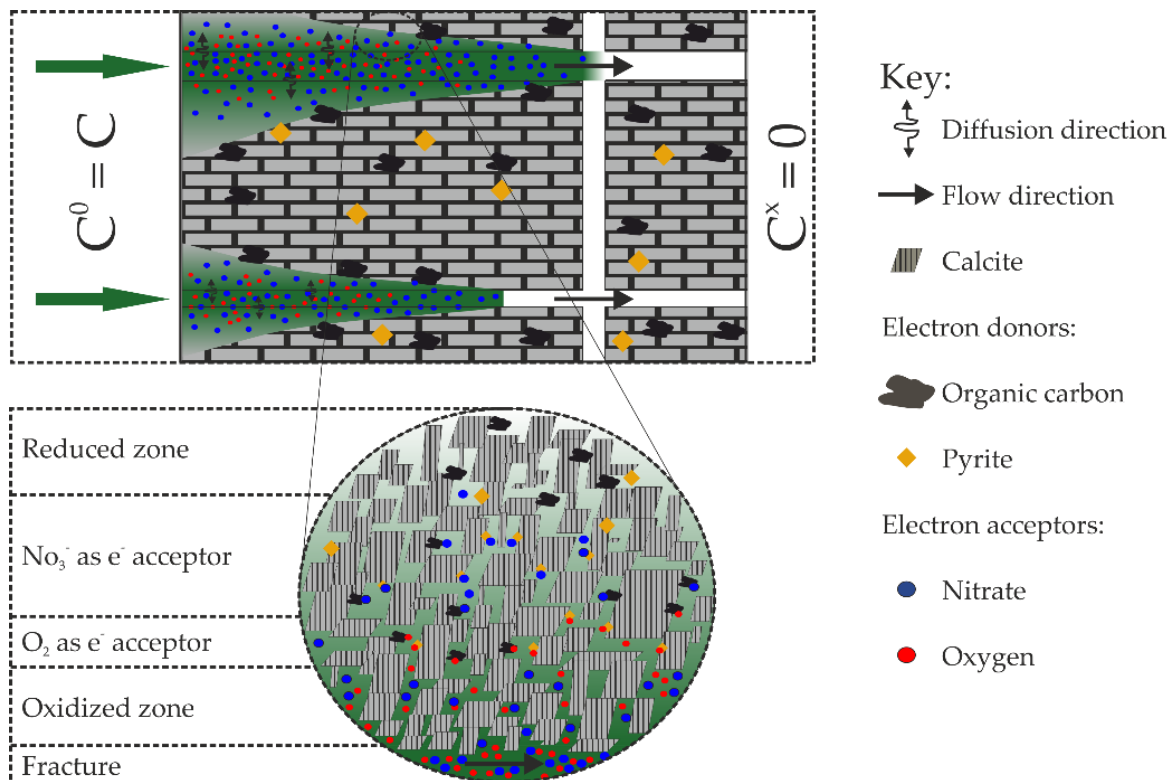 C⁰ = C
Cˣ = 0
Key:
Diffusion direction
Flow direction
Calcite
Electron donors:
Organic carbon
Pyrite
Electron acceptors:
Nitrate
Oxygen
Reduced zone
No₃⁻ as e⁻ acceptor
O₂ as e⁻ acceptor
Oxidized zone
Fracture